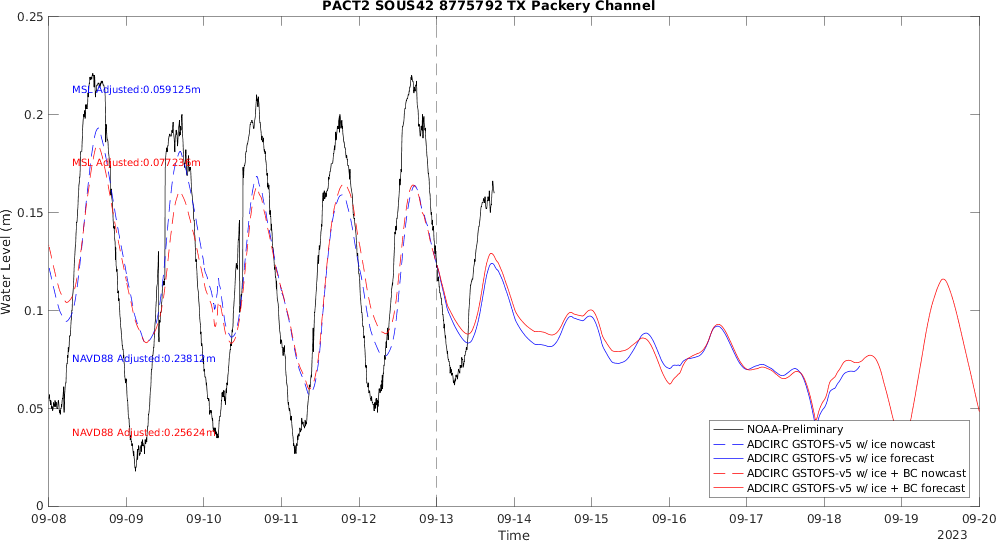 PACT2 SOUS42 8775792 TX Packery Channel
0.25
0.2
0.15
0.1
0.05
0
Water Level (m)
MSL Adjusted:0.059125m
MSL Adjusted:0.077236m
NAVD88 Adjusted:0.23812m
NAVD88 Adjusted:0.25624m
NOAA-Preliminary
ADCIRC GSTOFS-v5 w/ ice nowcast
ADCIRC GSTOFS-v5 w/ ice forecast
ADCIRC GSTOFS-v5 w/ ice + BC nowcast
ADCIRC GSTOFS-v5 w/ ice + BC forecast
09-08 09-09 09-10 09-11 09-12 09-13 09-14 09-15 09-16 09-17 09-18 09-19 09-20
Time
2023